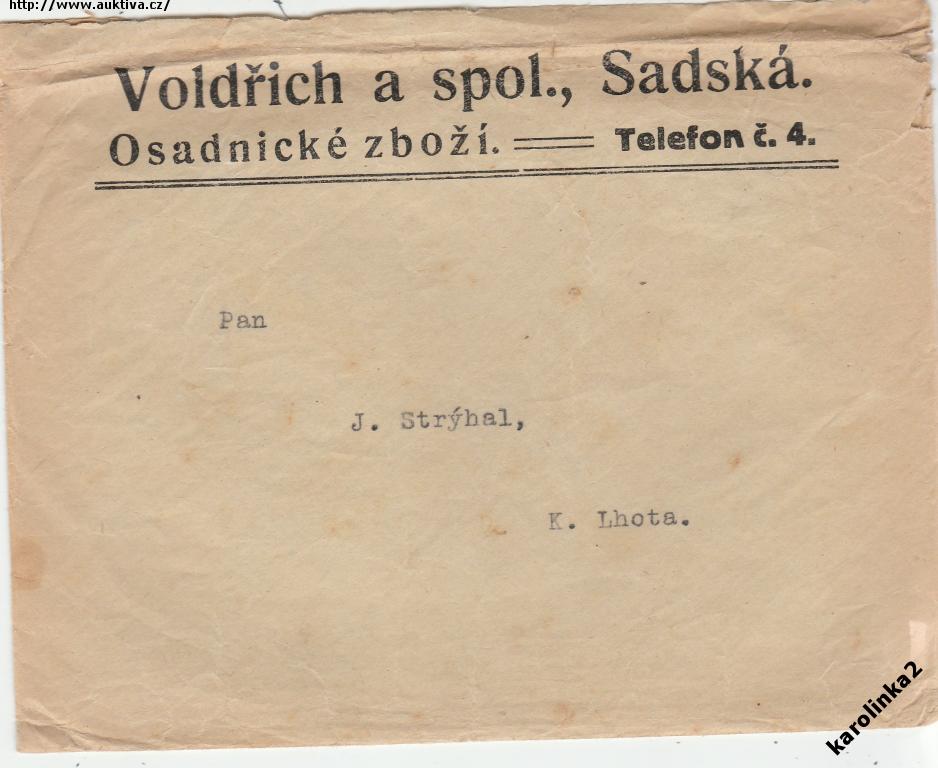 http://www.auktiva.cz/
Voldřich a spol., Sadská.
Osadnické zboží. Telefon č. 4.
Pan
J. Strýhal,
K. Lhota.
karolinka2